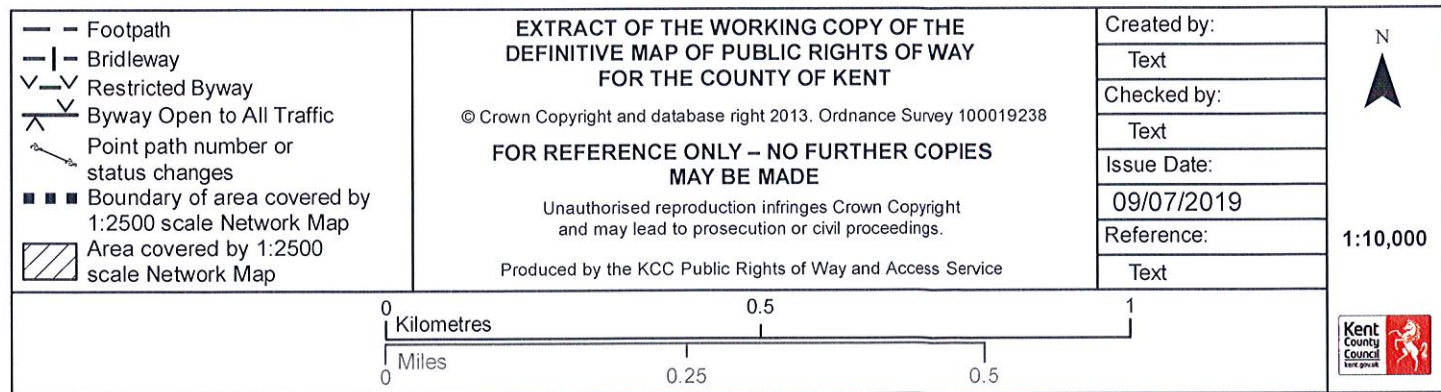 Footpath
Bridleway
Restricted Byway
Byway Open to All Traffic
Point path number or
status changes
Boundary of area covered by
1:2500 scale Network Map
Area covered by 1:2500
scale Network Map
EXTRACT OF THE WORKING COPY OF THE
DEFINITIVE MAP OF PUBLIC RIGHTS OF WAY
FOR THE COUNTY OF KENT
© Crown Copyright and database right 2013. Ordnance Survey 100019238
FOR REFERENCE ONLY – NO FURTHER COPIES
MAY BE MADE
Unauthorised reproduction infringes Crown Copyright
and may lead to prosecution or civil proceedings.
Produced by the KCC Public Rights of Way and Access Service
Created by:
Text
Checked by:
Text
Issue Date:
09/07/2019
Reference:
Text
N
1:10,000
0 0.5 1
Kilometres
Miles
0 0.25 0.5
Kent
County
Council
kent.gov.uk